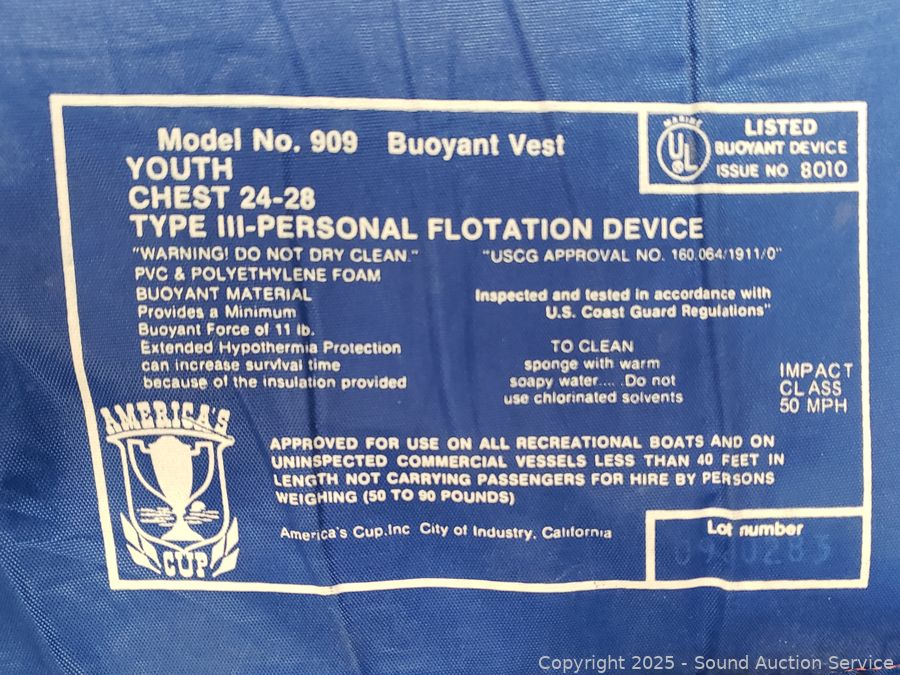 Model No. 909 Buoyant Vest
MARINE
UL
LISTED
BUOYANT DEVICE
ISSUE NO 8010
YOUTH
CHEST 24-28
TYPE III-PERSONAL FLOTATION DEVICE
"WARNING! DO NOT DRY CLEAN."
PVC & POLYETHYLENE FOAM
BUOYANT MATERIAL
Provides a Minimum
Buoyant Force of 11 lb.
Extended Hypothermia Protection
can increase survival time
because of the insulation provided
"USCG APPROVAL NO. 160.064/1911/0"
Inspected and tested in accordance with
U.S. Coast Guard Regulations"
TO CLEAN
sponge with warm
soapy water.... .Do not
use chlorinated solvents
IMPACT
CLASS
50 MPH
AMERICA'S
CUP
APPROVED FOR USE ON ALL RECREATIONAL BOATS AND ON
UNINSPECTED COMMERCIAL VESSELS LESS THAN 40 FEET IN
LENGTH NOT CARRYING PASSENGERS FOR HIRE BY PERSONS
WEIGHING (50 TO 90 POUNDS)
America's Cup.Inc City of Industry, California
Lot number
Copyright 2025 - Sound Auction Service